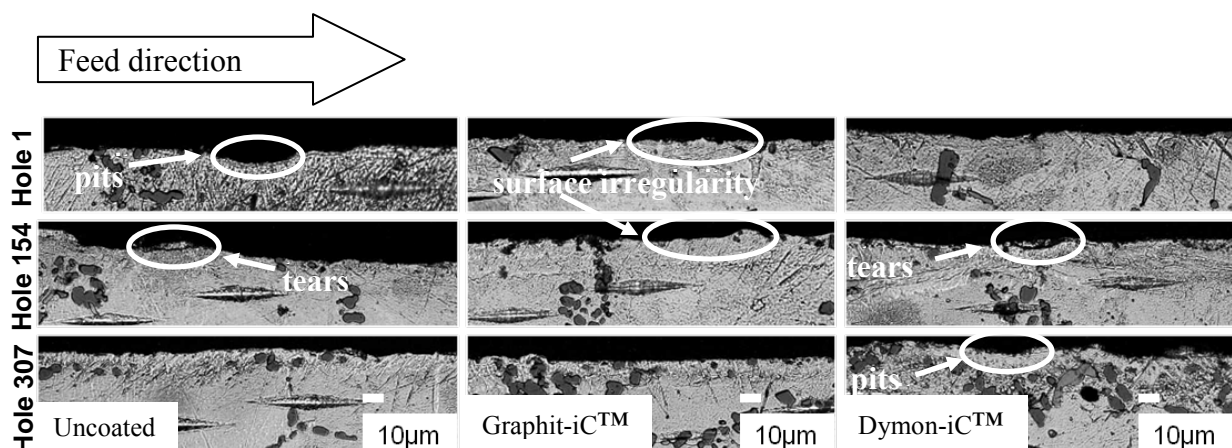 Feed direction
Hole 1
pits
surface irregularity
Hole 154
tears
tears
Hole 307
pits
Uncoated
10µm
Graphit-iC™
10µm
Dymon-iC™
10µm